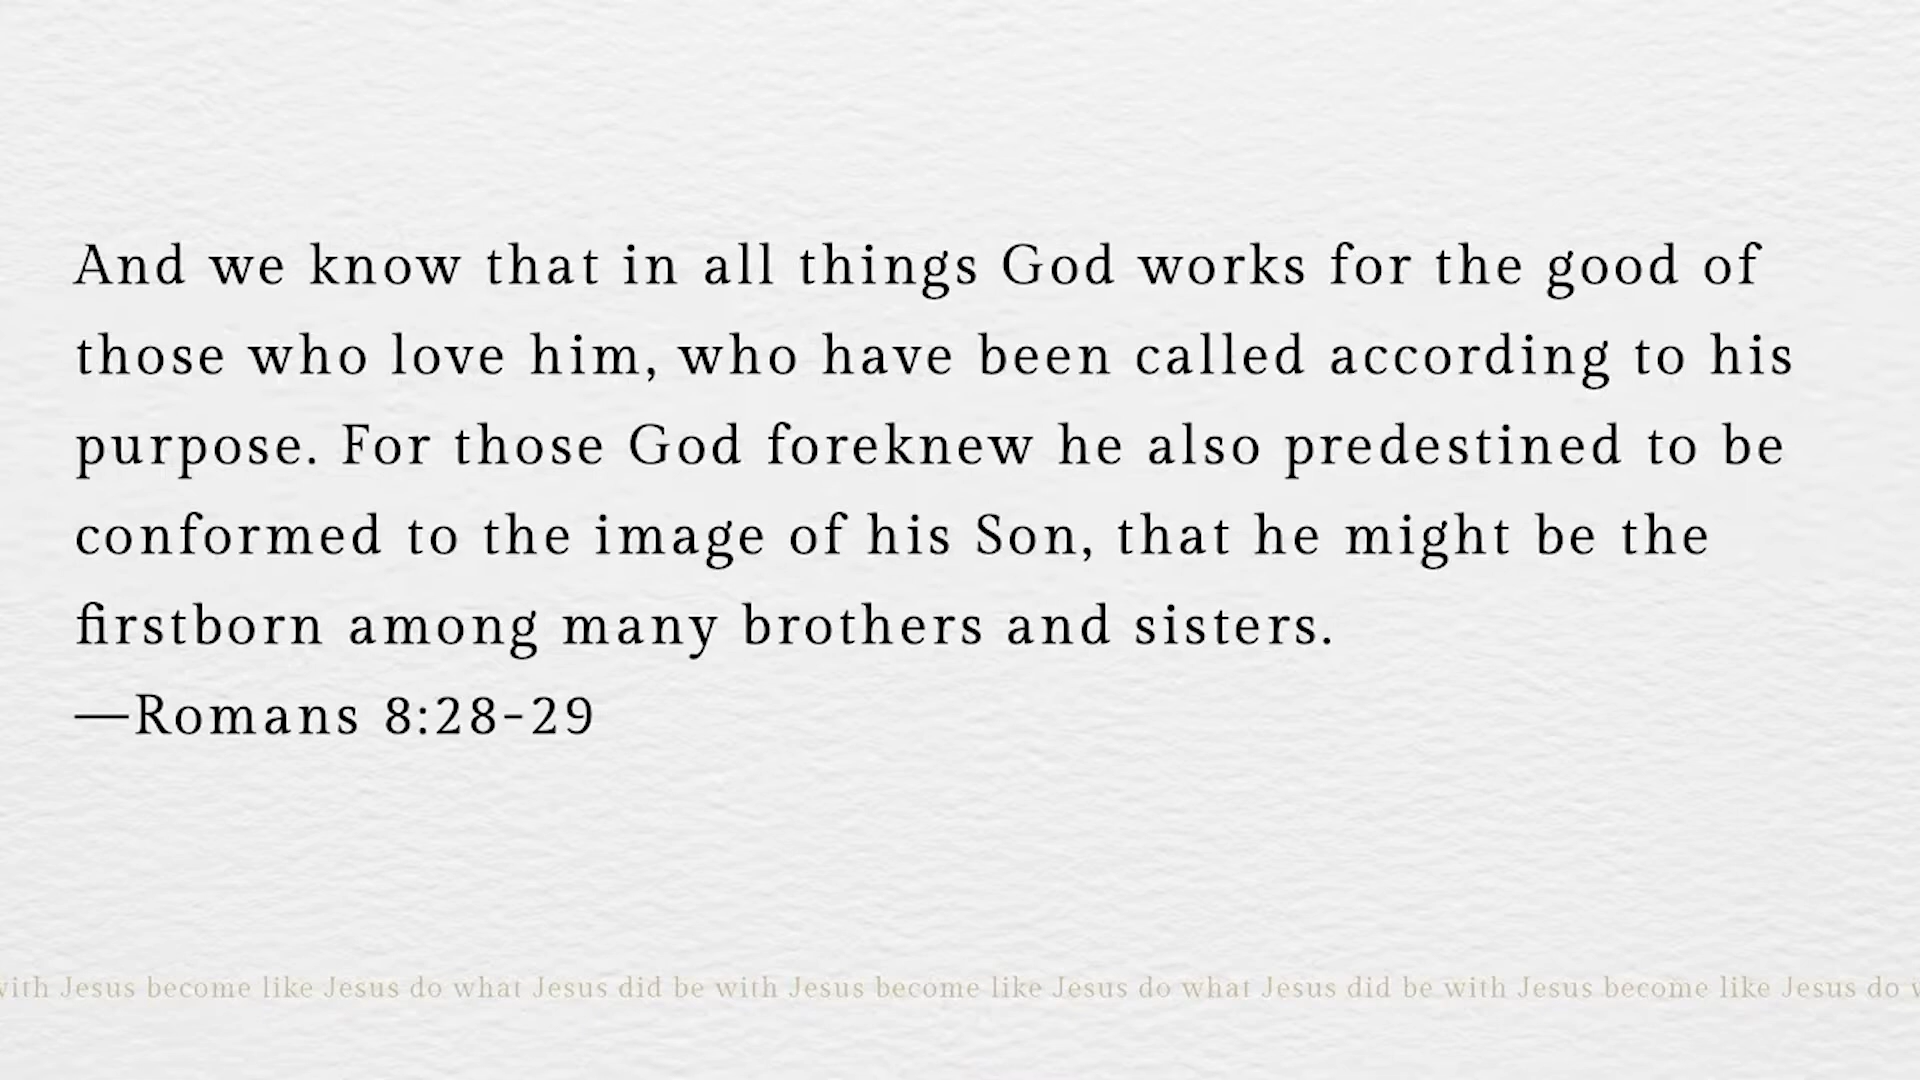 And we know that in all things God works for the good of
those who love him, who have been called according to his
purpose. For those God foreknew he also predestined to be
conformed to the image of his Son, that he might be the
firstborn among many brothers and sisters.
—Romans 8:28-29
with Jesus become like Jesus do what Jesus did be with Jesus become like Jesus do what Jesus did be with Jesus become like Jesus do